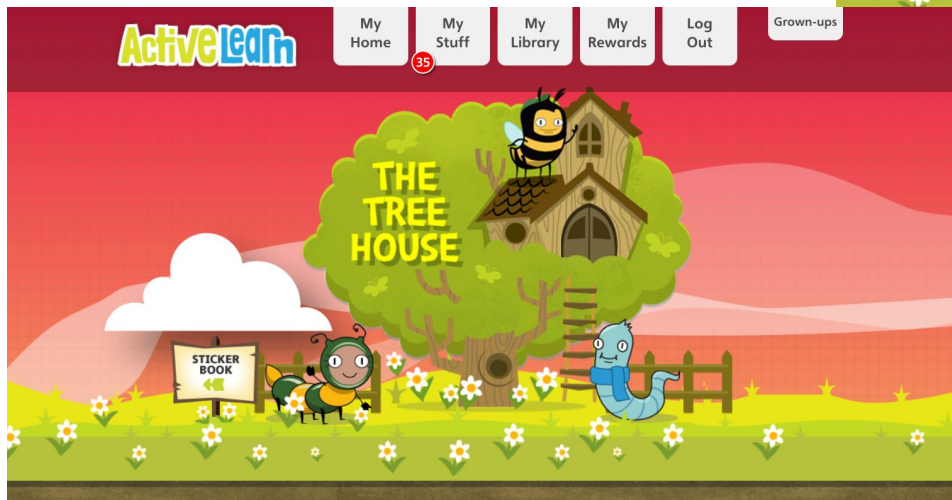 ActiveLearn
My
Home
My
Stuff
35
My
Library
My
Rewards
Log
Out
Grown-ups
THE
TREE
HOUSE
STICKER
BOOK